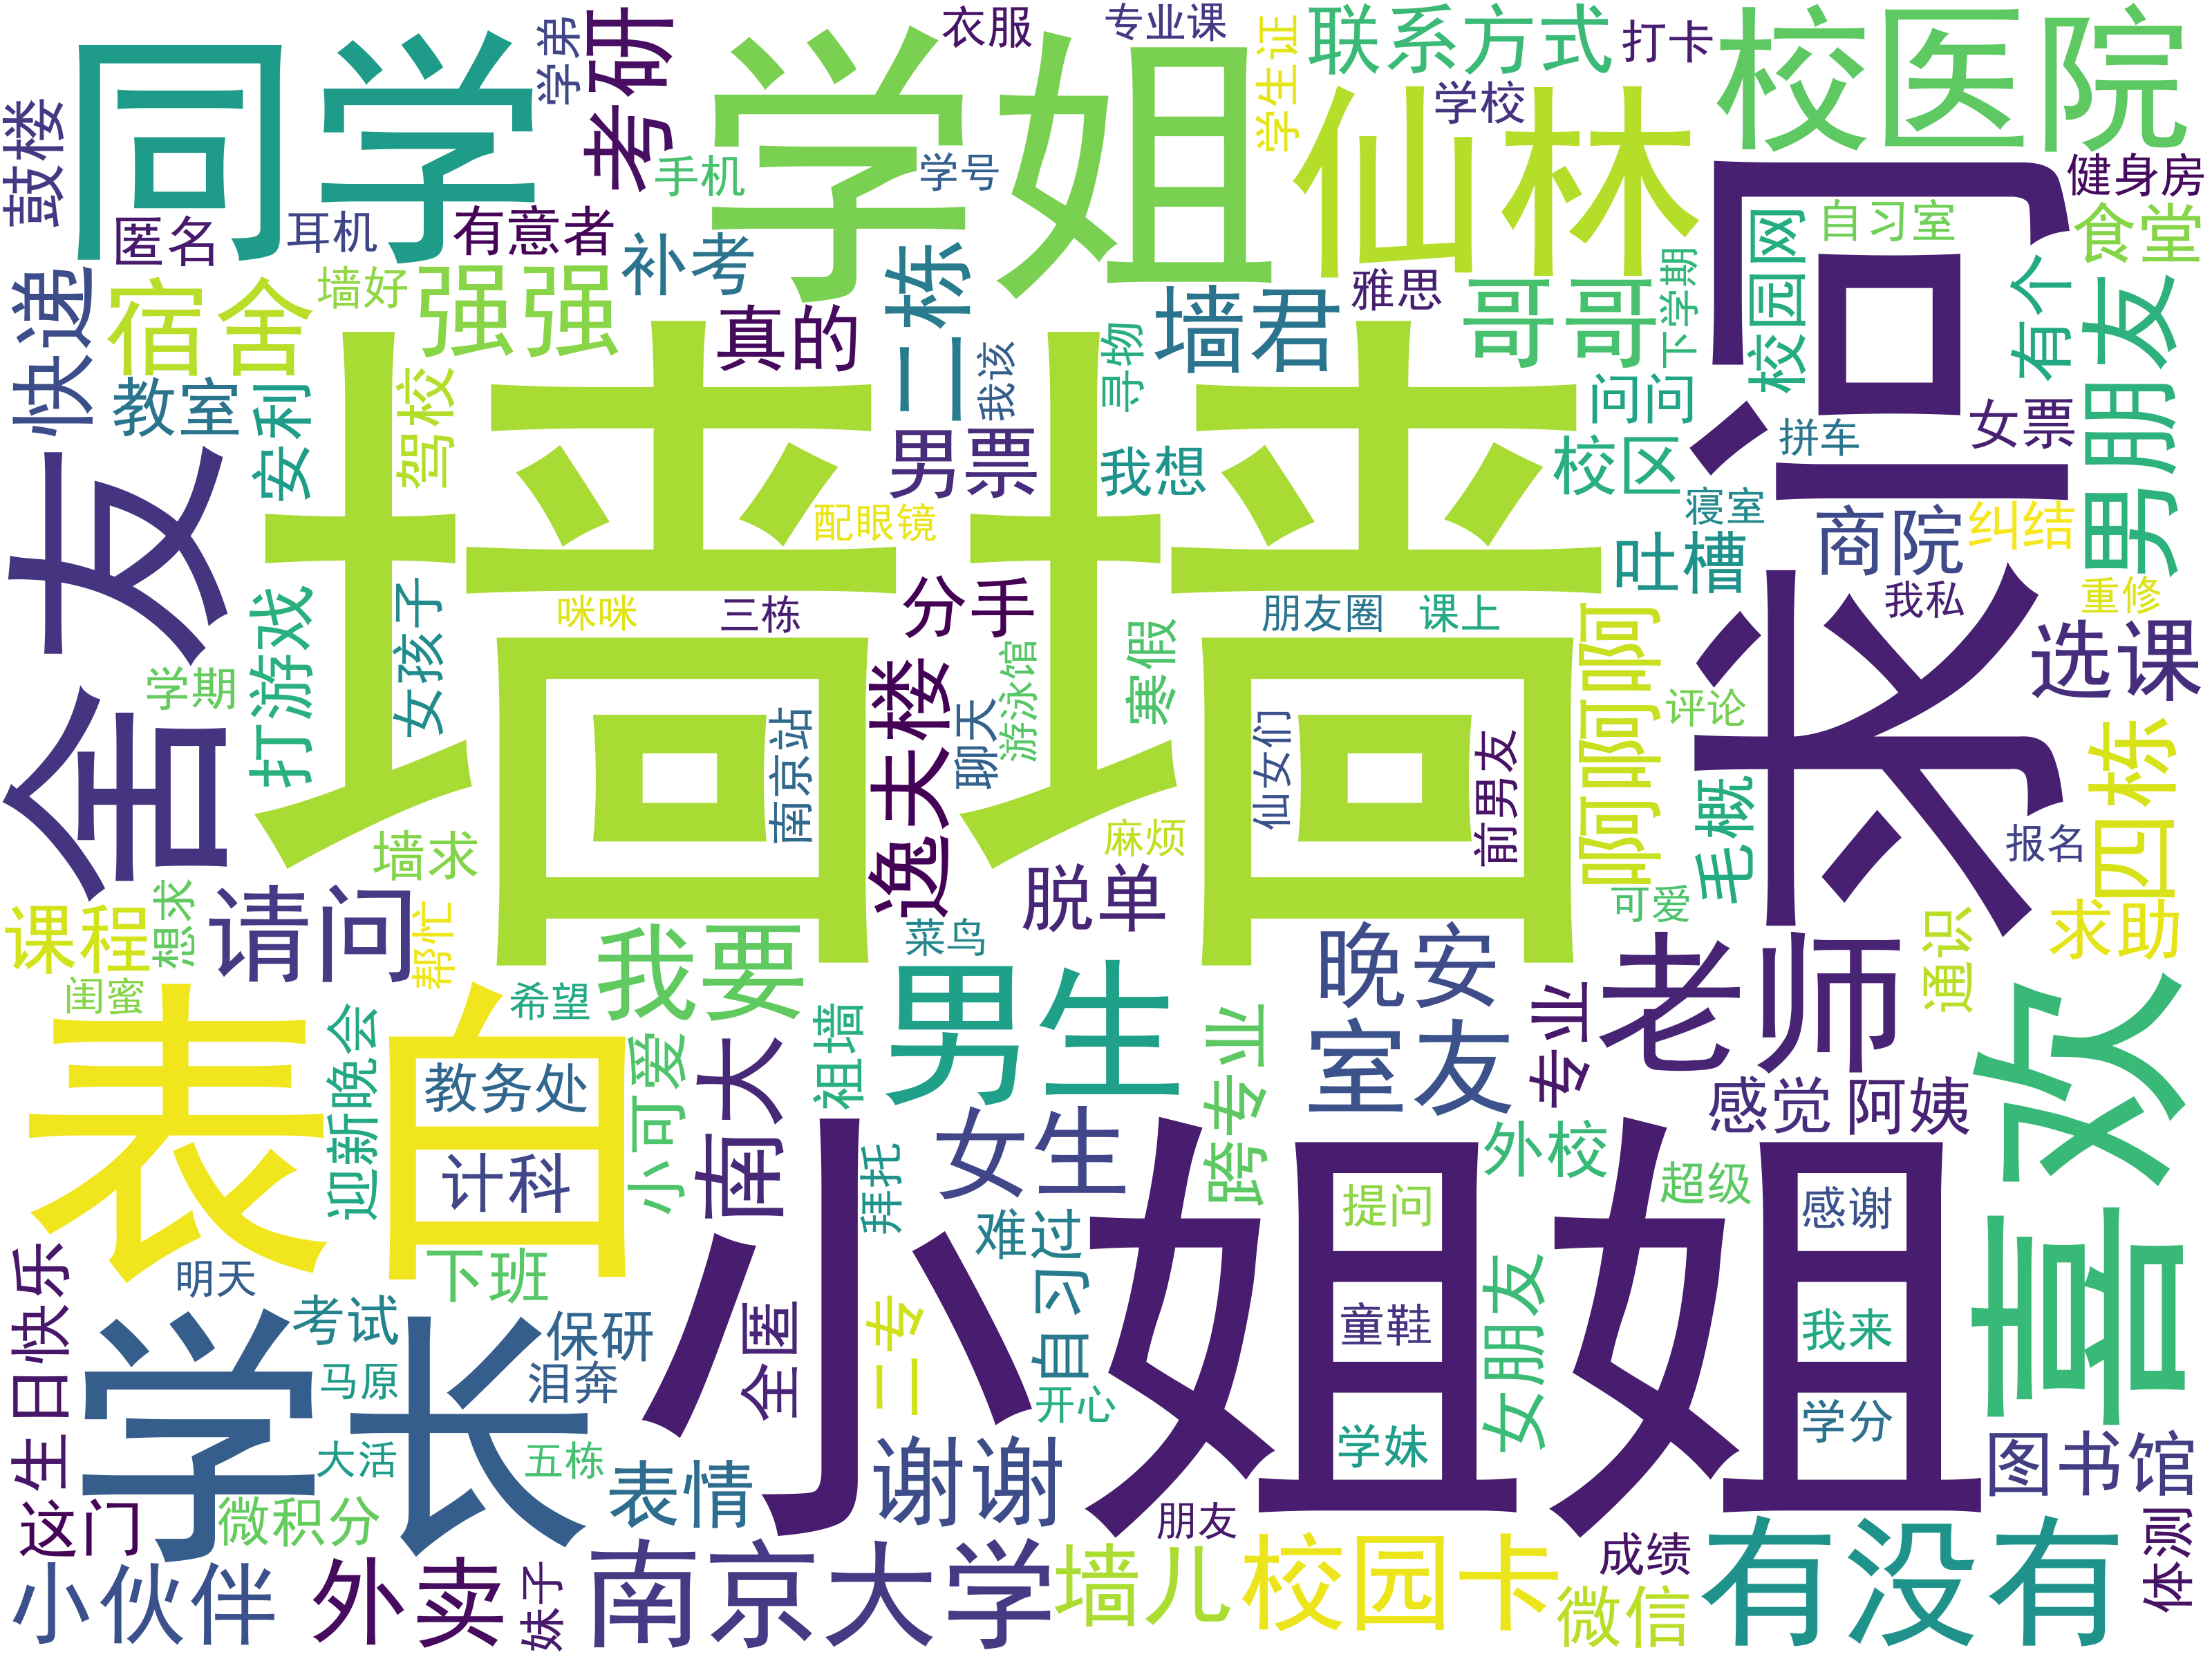 同学
学弟
考研
衣服
专业课
学生证
联系方式
打卡
校医院
鼓楼
学姐
仙林
学校
手机
学号
健身房
匿名
耳机
有意者
补考
二栋
雅思
哥哥
下学期
校园网
自习室
食堂
求问
快递
宿舍
墙好
强强
真的
墙君
寻物
我该
有个
男朋友
教室
安利
驾校
墙墙
男票
我想
问问
校区
拼车
女票
舍友
配眼镜
寝室
吐槽
商院
纠结
打游戏
女孩子
咪咪
三栋
分手
朋友圈
课上
啊啊啊
我私
重修
选课
学期
南京站
逸夫楼
聊天
游泳馆
寒假
仙女们
前男友
评论
毛概
四栋
墙求
麻烦
报名
课程
想求
请问
帮忙
脱单
可爱
通识
求助
闺蜜
我要
菜鸟
晚安
老师
表白
希望
男生
祖墙
专业
喜欢
迎新晚会
教务处
小可爱
南大
跨专业
室友
感觉
阿姨
计科
拜托
女生
外校
超级
小姐姐
提问
感谢
生日快乐
明天
下班
难过
自习
女朋友
学长
考试
保研
全匿
二专
童鞋
我来
马原
泪奔
开心
大活
五栋
表情
谢谢
学妹
学分
图书馆
这门
微积分
朋友
成绩
有没有
体测
小伙伴
外卖
妹子
南京大学
墙儿
校园卡
微信